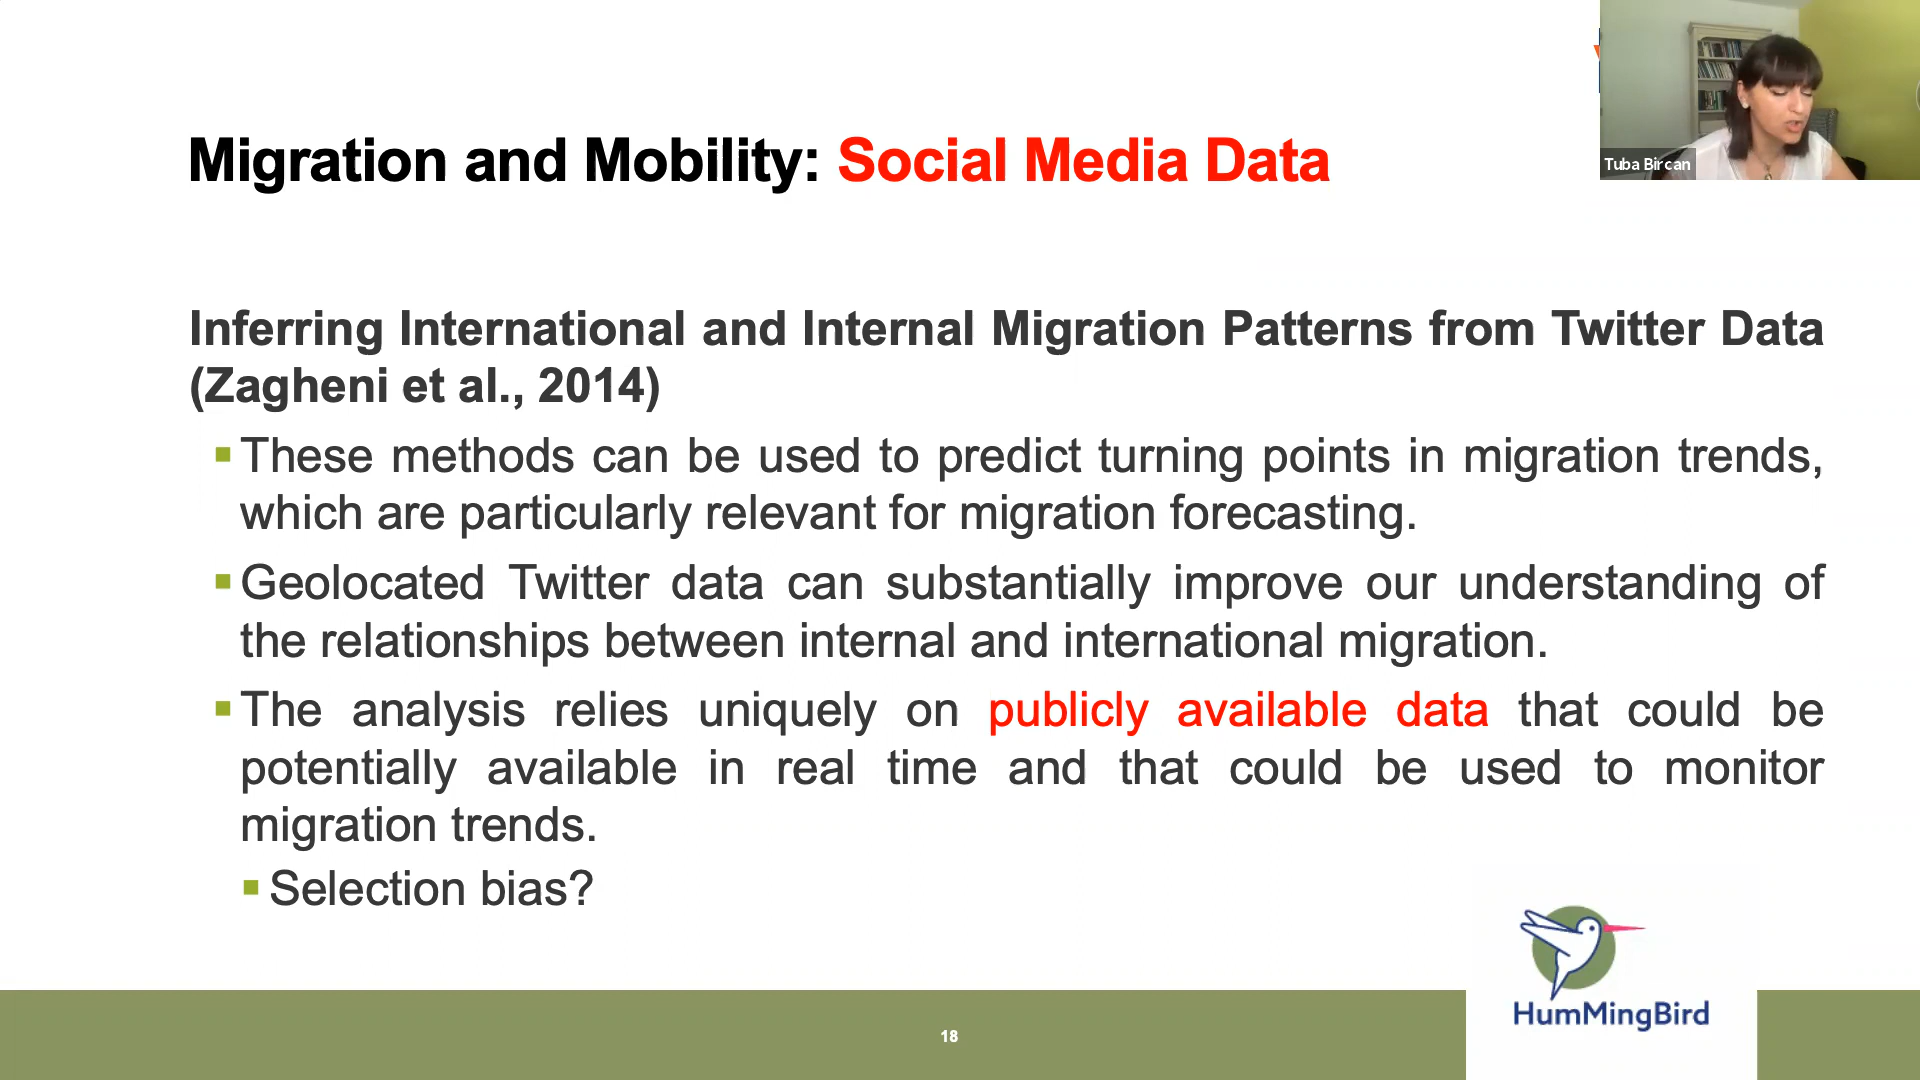 Tuba Bircan
Migration and Mobility: Social Media Data
Inferring International and Internal Migration Patterns from Twitter Data
(Zagheni et al., 2014)
These methods can be used to predict turning points in migration trends,
which are particularly relevant for migration forecasting.
Geolocated Twitter data can substantially improve our understanding of
the relationships between internal and international migration.
The analysis relies uniquely on publicly available data that could be
potentially available in real time and that could be used to monitor
migration trends.
Selection bias?
HumMingBird
18